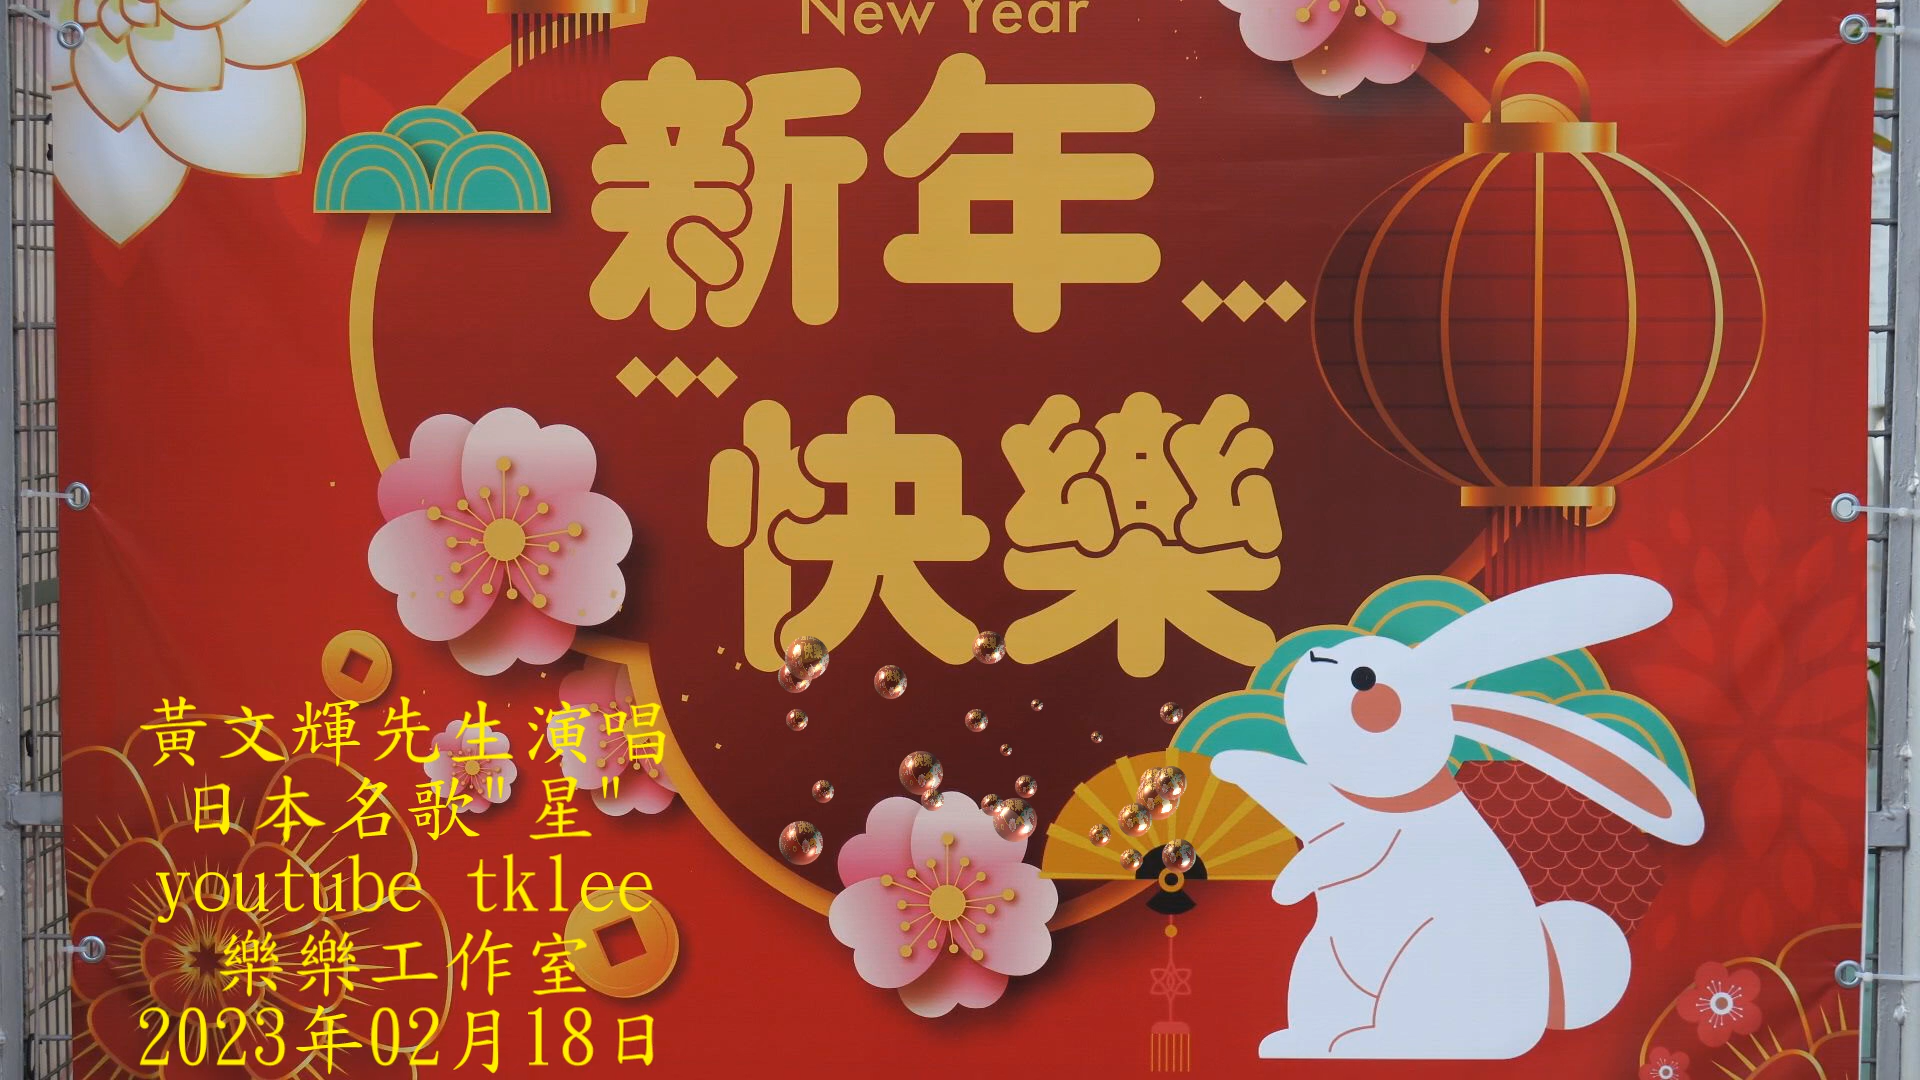 New Year
新年
快樂
黃文輝先生演唱
日本名歌"星"
youtube tklee
樂樂工作室
2023年02月18日